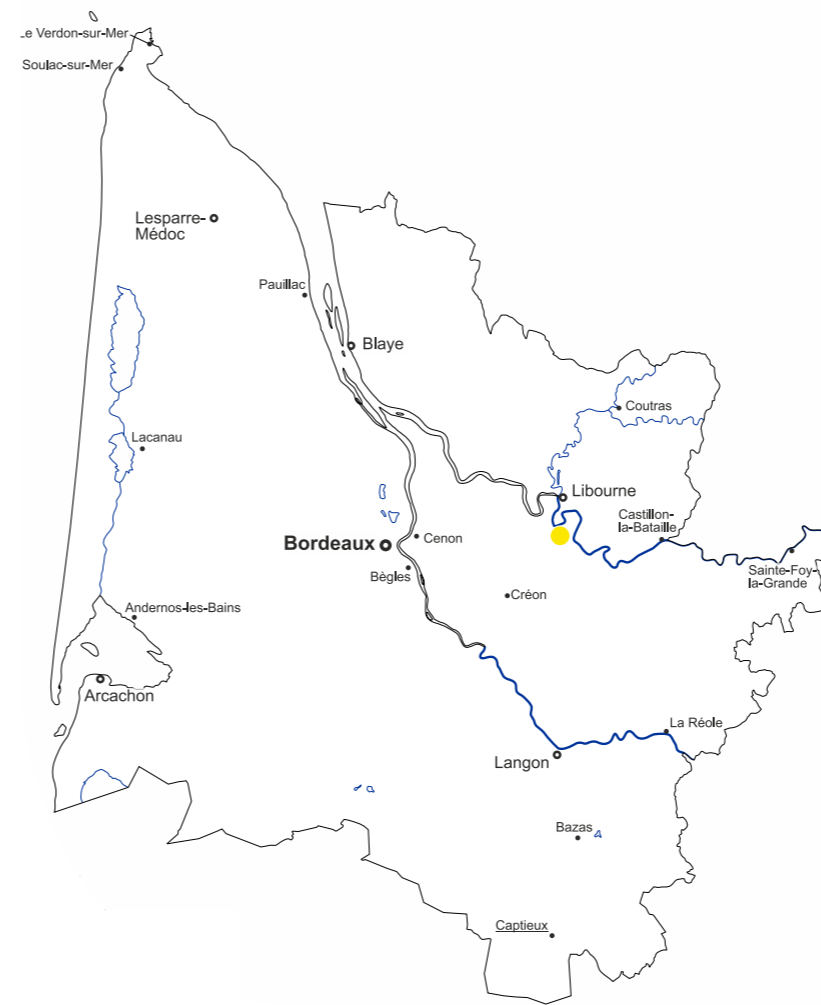 Le Verdon-sur-Mer
Soulac-sur-Mer
Lesparre-
Médoc
Pauillac
Blaye
Coutras
Lacanau
Libourne
Castillon-
la-Bataille
Bordeaux
Cenon
Bègles
Sainte-Foy-
la-Grande
Créon
Andernos-les-Bains
Arcachon
La Réole
Langon
Bazas
Captieux